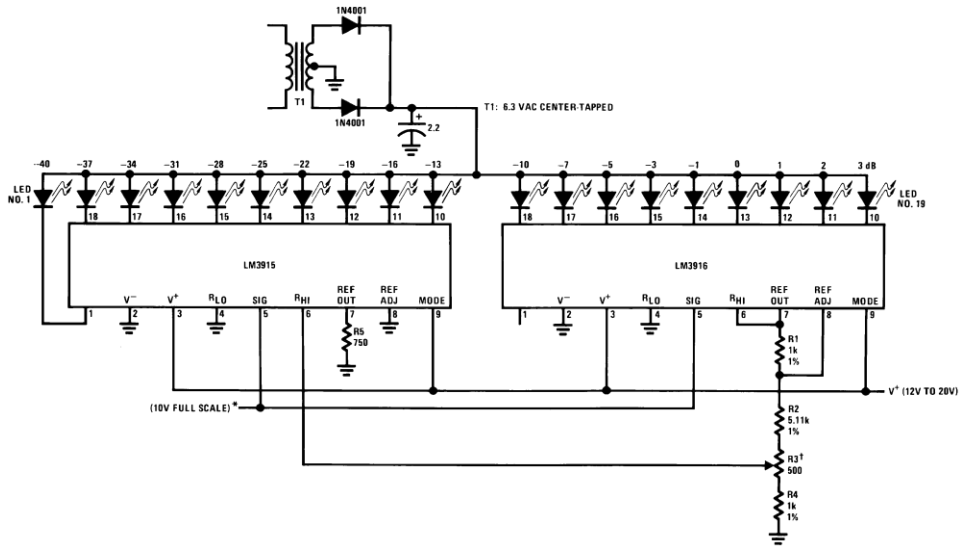 1N4001
T1
1N4001
+
2.2
T1: 6.3 VAC CENTER-TAPPED
−40 −37 −34 −31 −28 −25 −22 −19 −16 −13 −10 −7 −5 −3 −1 0 1 2 3 dB
LED
NO. 1
LED
NO. 19
18 17 16 15 14 13 12 11 10
18 17 16 15 14 13 12 11 10
LM3915
V− V+ RLO SIG RHI REF OUT REF ADJ MODE
1 2 3 4 5 6 7 8 9
LM3916
V− V+ RLO SIG RHI REF OUT REF ADJ MODE
1 2 3 4 5 6 7 8 9
R5
750
R1
1k
1%
V+ (12V TO 20V)
(10V FULL SCALE)*
R2
5.11k
1%
R3†
500
R4
1k
1%